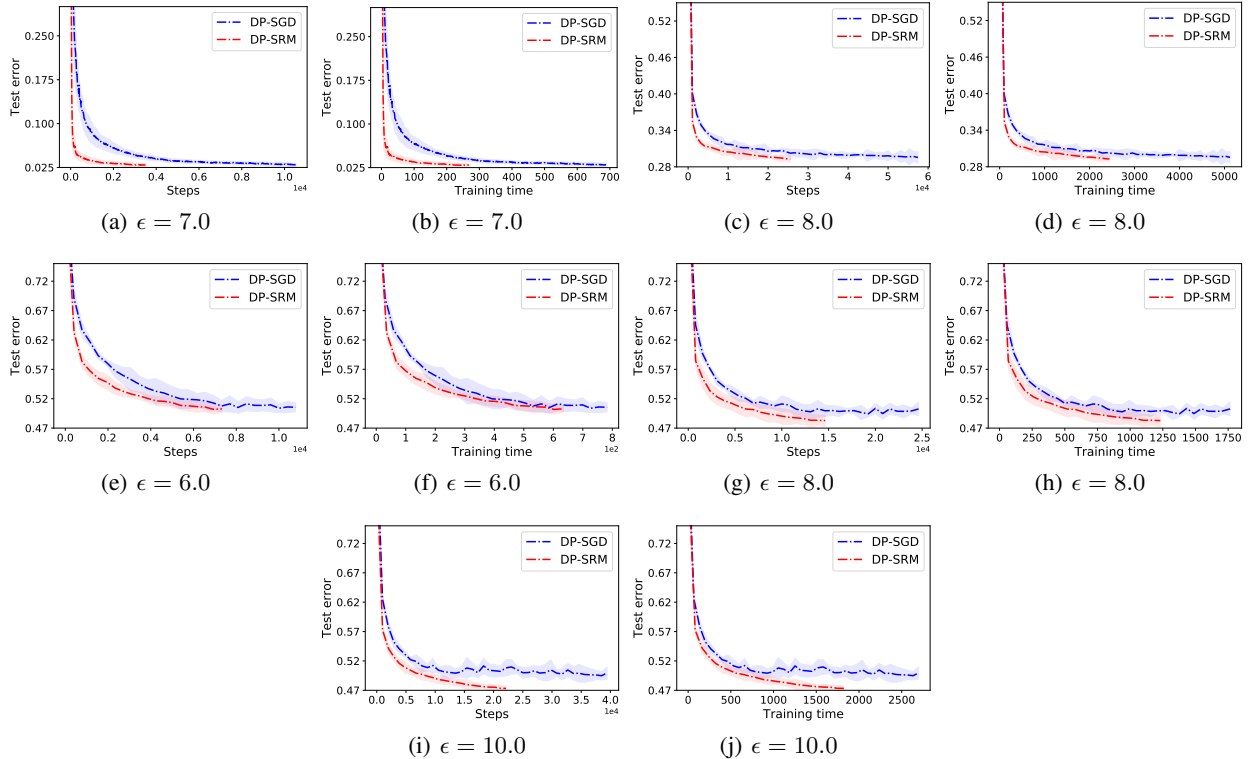 DP-SGD
DP-SRM
0.250
0.175
0.100
0.025
Test error
0.0 0.2 0.4 0.6 0.8 1.0
Steps
1e4
(a) ϵ = 7.0
DP-SGD
DP-SRM
0.250
0.175
0.100
0.025
Test error
0 100 200 300 400 500 600 700
Training time
(b) ϵ = 7.0
DP-SGD
DP-SRM
0.52
0.46
0.40
0.34
0.28
Test error
0 1 2 3 4 5 6
Steps
1e4
(c) ϵ = 8.0
DP-SGD
DP-SRM
0.52
0.46
0.40
0.34
0.28
Test error
0 1000 2000 3000 4000 5000
Training time
(d) ϵ = 8.0
DP-SGD
DP-SRM
0.72
0.67
0.62
0.57
0.52
0.47
Test error
0.0 0.2 0.4 0.6 0.8 1.0
Steps
1e4
(e) ϵ = 6.0
DP-SGD
DP-SRM
0.72
0.67
0.62
0.57
0.52
0.47
Test error
0 1 2 3 4 5 6 7 8
Training time
1e2
(f) ϵ = 6.0
DP-SGD
DP-SRM
0.72
0.67
0.62
0.57
0.52
0.47
Test error
0.0 0.5 1.0 1.5 2.0 2.5
Steps
1e4
(g) ϵ = 8.0
DP-SGD
DP-SRM
0.72
0.67
0.62
0.57
0.52
0.47
Test error
0 250 500 750 1000 1250 1500 1750
Training time
(h) ϵ = 8.0
DP-SGD
DP-SRM
0.72
0.67
0.62
0.57
0.52
0.47
Test error
0.0 0.5 1.0 1.5 2.0 2.5 3.0 3.5 4.0
Steps
1e4
(i) ϵ = 10.0
DP-SGD
DP-SRM
0.72
0.67
0.62
0.57
0.52
0.47
Test error
0 500 1000 1500 2000 2500
Training time
(j) ϵ = 10.0